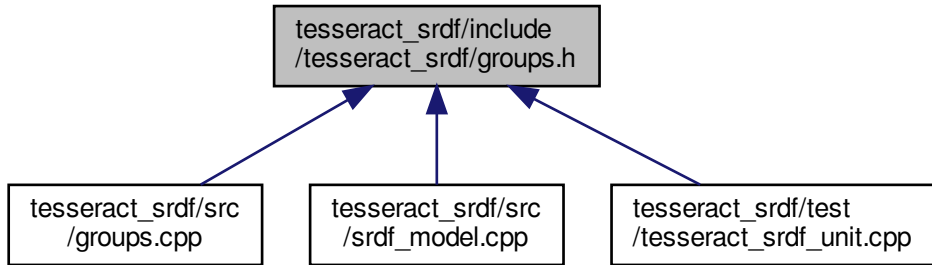 tesseract_srdf/include
/tesseract_srdf/groups.h
tesseract_srdf/src
/groups.cpp
tesseract_srdf/src
/srdf_model.cpp
tesseract_srdf/test
/tesseract_srdf_unit.cpp